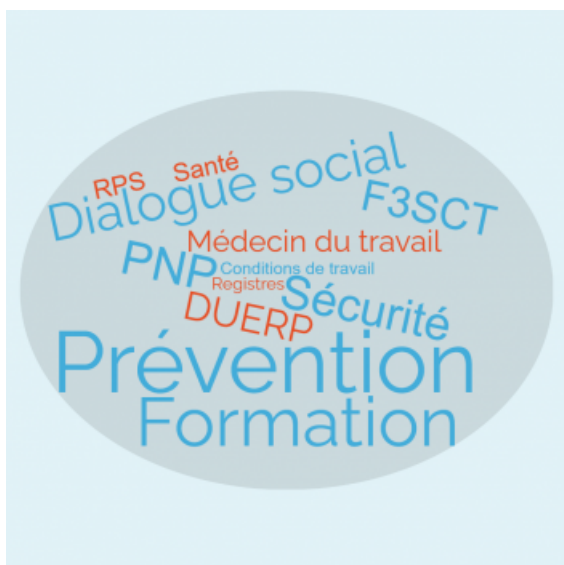 RPS
Santé
Dialogue social
F3SCT
Médecin du travail
PNP
Conditions de travail
Registres
Sécurité
DUERP
Prévention
Formation